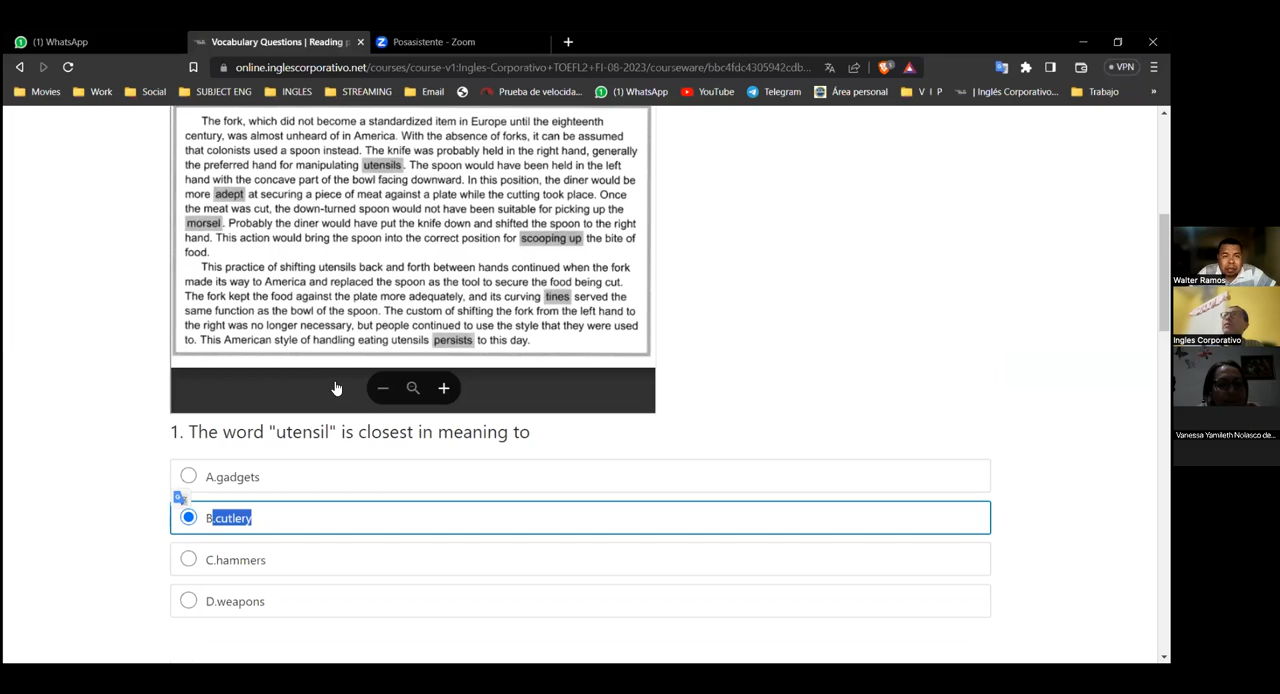 (1) WhatsApp
Vocabulary Questions | Reading p
Posasistente - Zoom
online.inglescorporativo.net/courses/course-v1:Ingles-Corporativo+TOEFL2+FI-08-2023/courseware/bbc4fdc4305942cdb...
VPN
Movies
Work
Social
SUBJECT ENG
INGLES
STREAMING
Email
Prueba de velocida...
(1) WhatsApp
YouTube
Telegram
Área personal
V I P
Inglés Corporativo...
Trabajo
The fork, which did not become a standardized item in Europe until the eighteenth
century, was almost unheard of in America. With the absence of forks, it can be assumed
that colonists used a spoon instead. The knife was probably held in the right hand, generally
the preferred hand for manipulating utensils. The spoon would have been held in the left
hand with the concave part of the bowl facing downward. In this position, the diner would be
more adept at securing a piece of meat against a plate while the cutting took place. Once
the meat was cut, the down-turned spoon would not have been suitable for picking up the
morsel. Probably the diner would have put the knife down and shifted the spoon to the right
hand. This action would bring the spoon into the correct position for scooping up the bite of
food.
This practice of shifting utensils back and forth between hands continued when the fork
made its way to America and replaced the spoon as the tool to secure the food being cut.
The fork kept the food against the plate more adequately, and its curving tines served the
same function as the bowl of the spoon. The custom of shifting the fork from the left hand to
the right was no longer necessary, but people continued to use the style that they were used
to. This American style of handling eating utensils persists to this day.
1. The word "utensil" is closest in meaning to
A.gadgets
B.cutlery
C.hammers
D.weapons
Walter Ramos
Ingles Corporativo
Vanessa Yamileth Nolasco de...